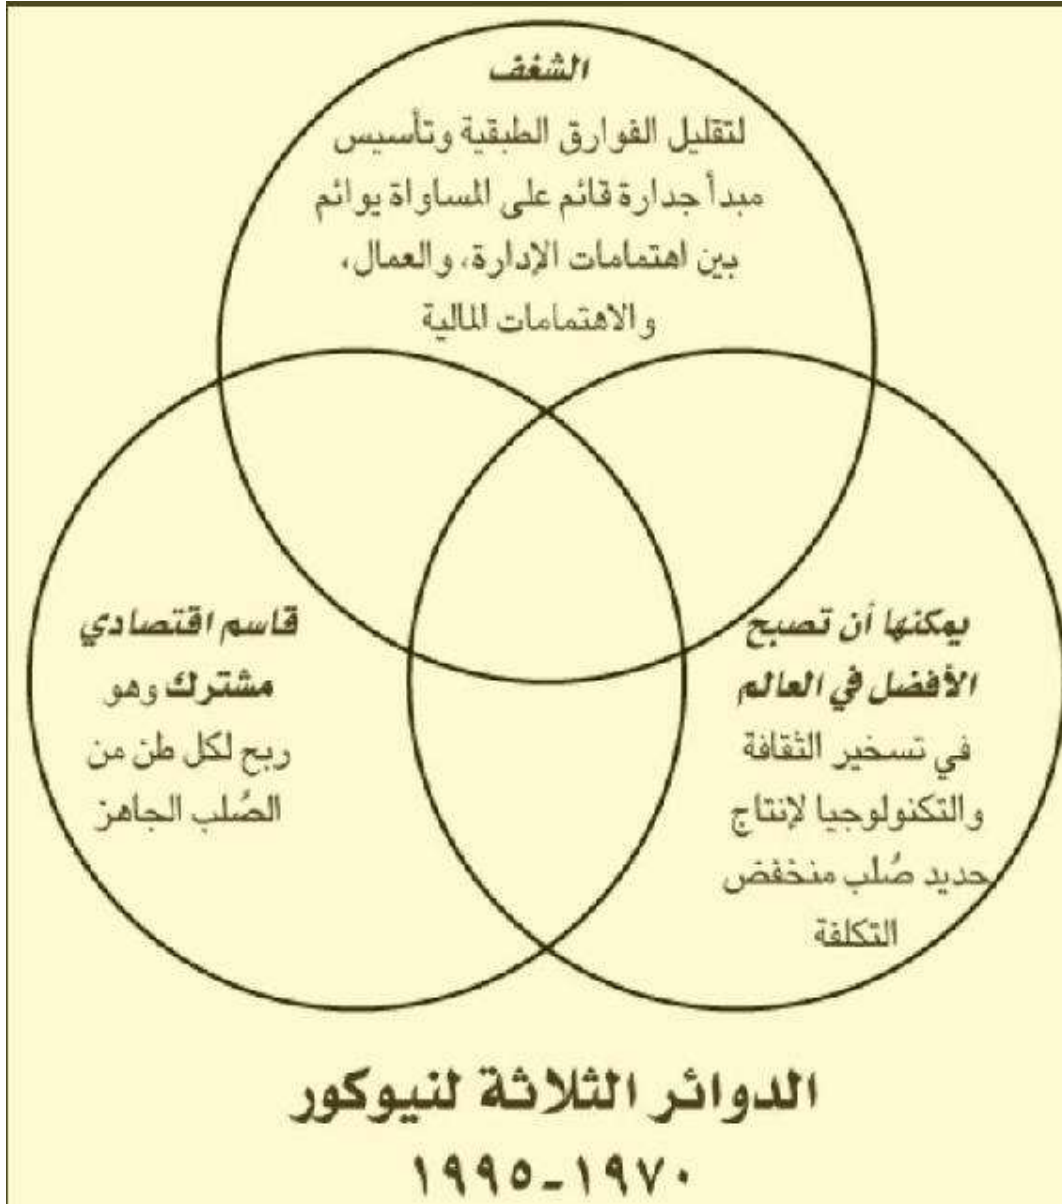 الشغف
لتقليل الفوارق الطبقية وتأسيس
مبدأ جدارة قائم على المساواة يوائم
بين اهتمامات الإدارة، والعمال،
والاهتمامات المالية
يمكنها أن تصبح
الأفضل في العالم
في تسخير الثقافة
والتكنولوجيا لإنتاج
حديد صُلب منخفض
التكلفة
قاسم اقتصادي
مشترك وهو
ربح لكل طن من
الصُلب الجاهز
الدوائر الثلاثة لنيوكور
١٩٧٠-١٩٩٥